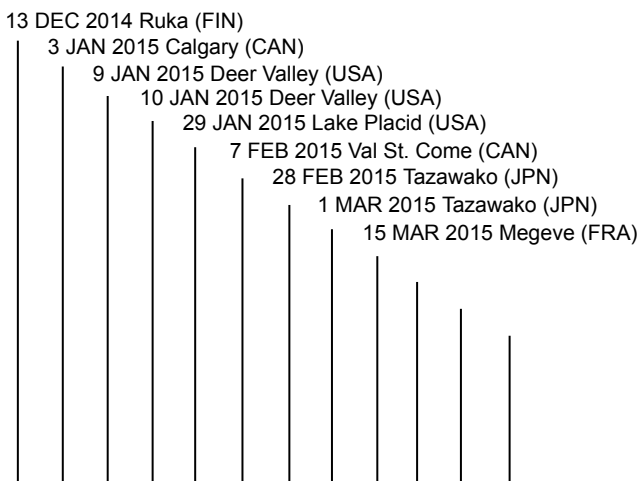 13 DEC 2014 Ruka (FIN)
3 JAN 2015 Calgary (CAN)
9 JAN 2015 Deer Valley (USA)
10 JAN 2015 Deer Valley (USA)
29 JAN 2015 Lake Placid (USA)
7 FEB 2015 Val St. Come (CAN)
28 FEB 2015 Tazawako (JPN)
1 MAR 2015 Tazawako (JPN)
15 MAR 2015 Megeve (FRA)